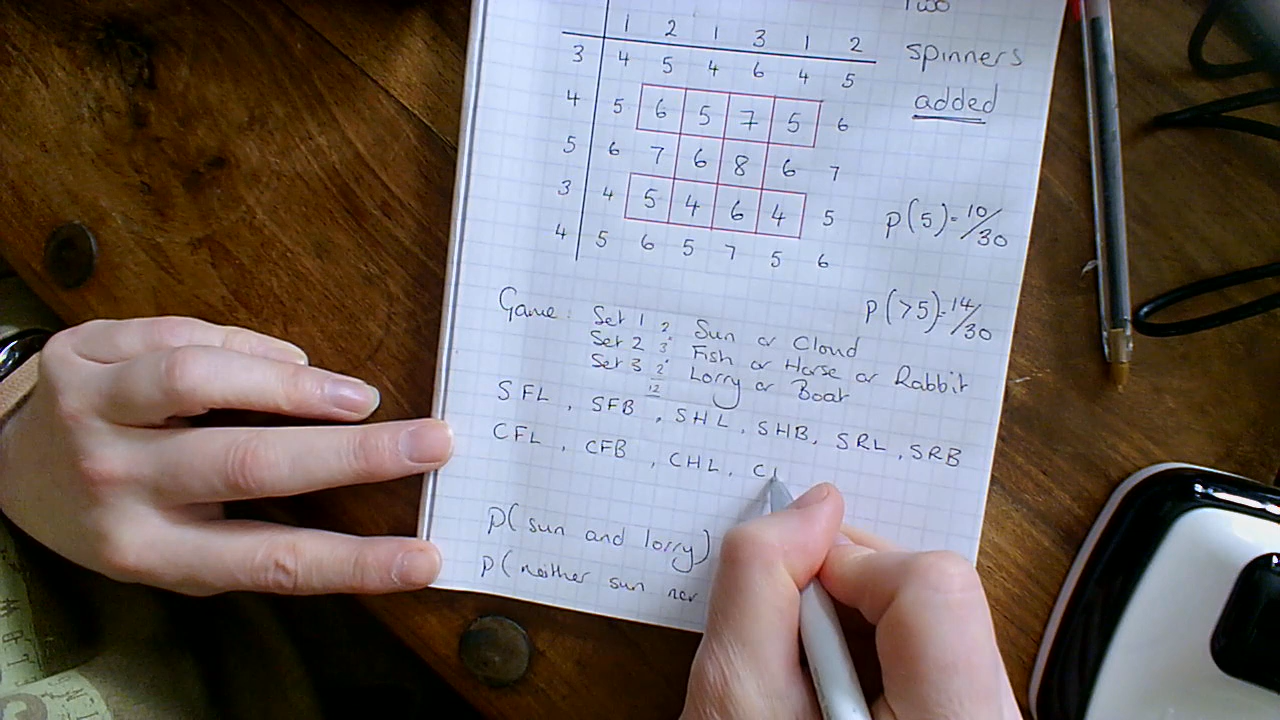 Two
1 2 1 3 1 2
spinners
3 4 5 4 6 4 5
added
4 5 6 5 7 5 6
5 6 7 6 8 6 7
3 4 5 4 6 4 5
p(5)=10/30
4 5 6 5 7 5 6
p(>5)=14/30
Game: Set 1 2 Sun or Cloud
Set 2 3 Fish or Horse or Rabbit
Set 3 2 Lorry or Boat
12
SFL, SFB, SHL, SHB, SRL, SRB
CFL, CFB, CHL, C
p(sun and lorry)
p(neither sun nor